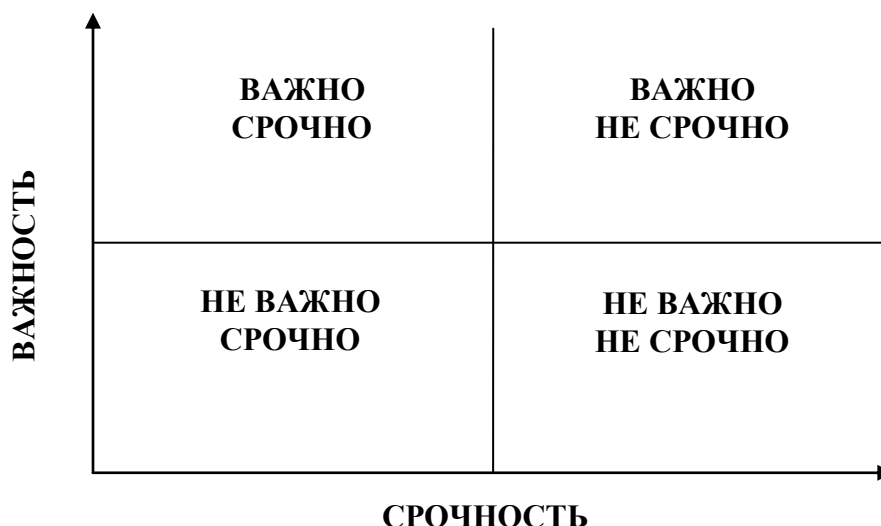 ВАЖНО
СРОЧНО
ВАЖНО
НЕ СРОЧНО
ВАЖНОСТЬ
НЕ ВАЖНО
СРОЧНО
НЕ ВАЖНО
НЕ СРОЧНО
СРОЧНОСТЬ